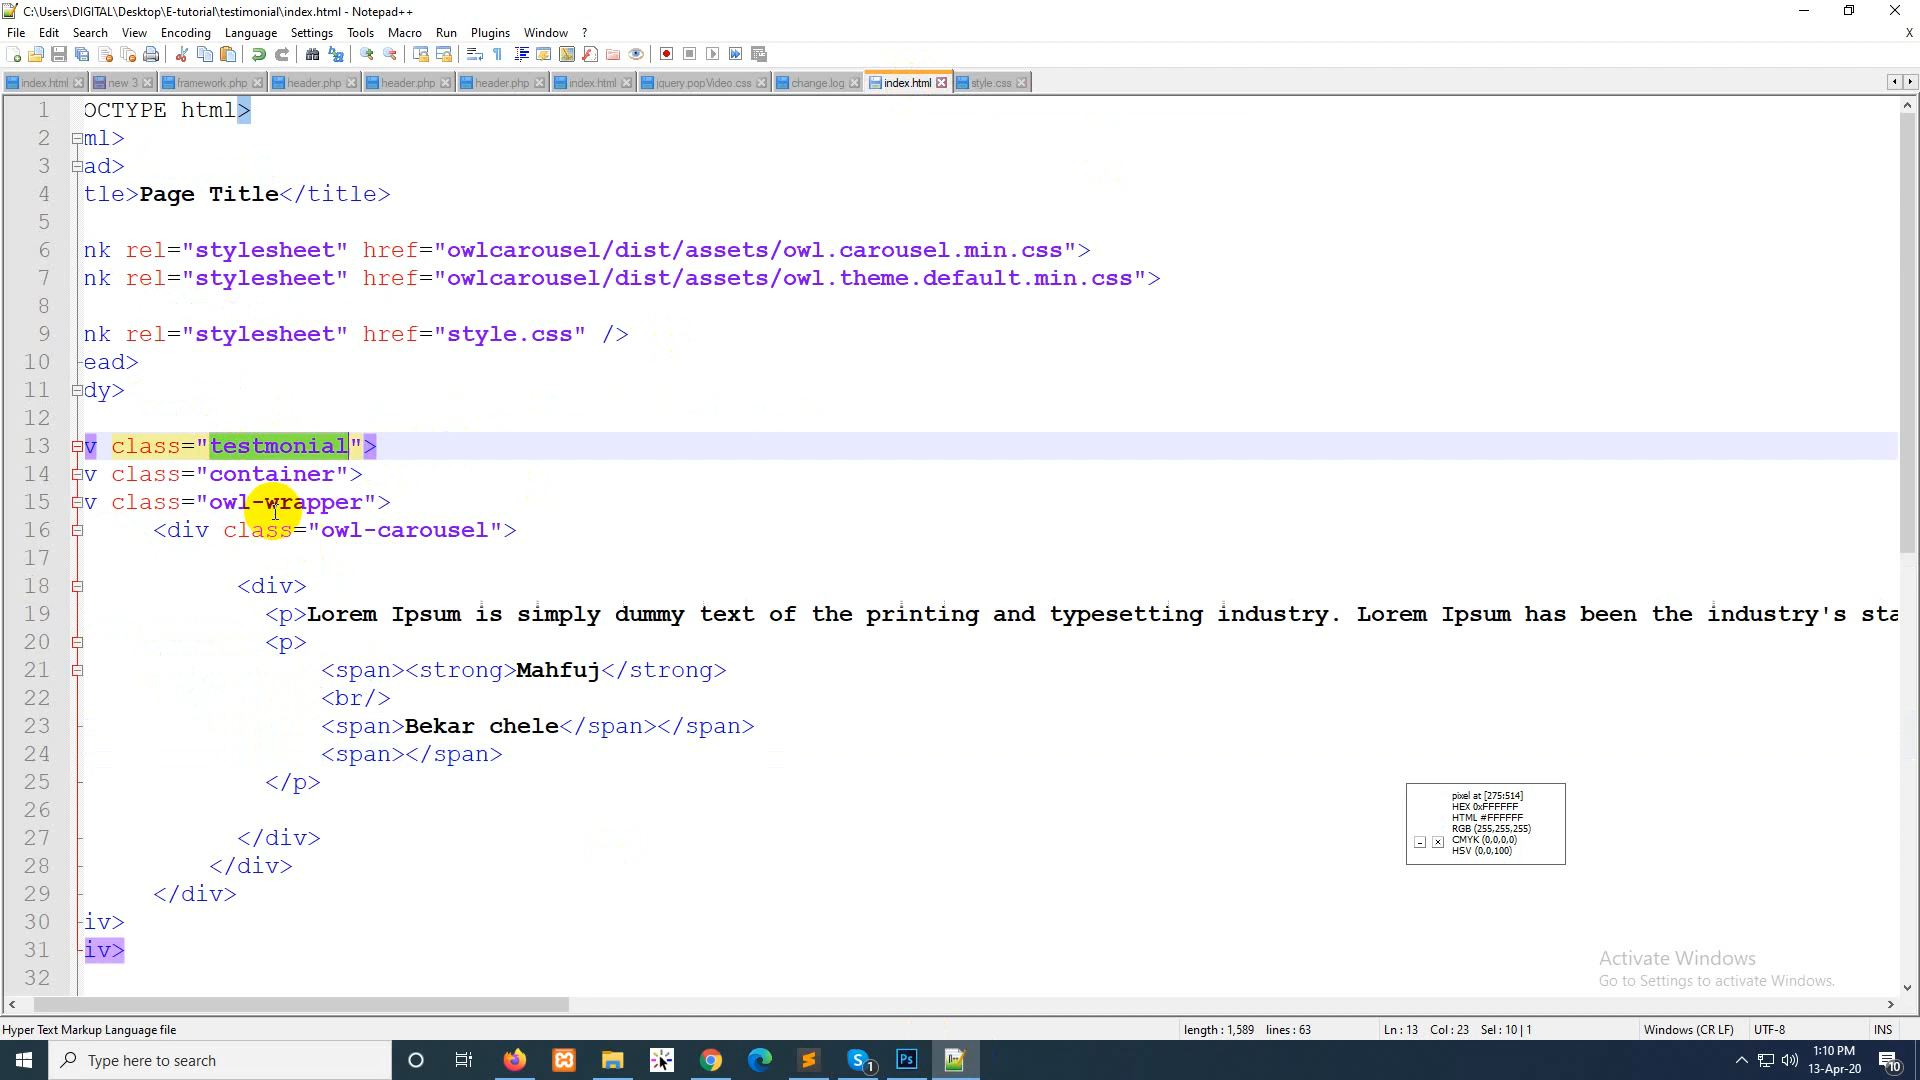 C:\Users\DIGITAL\Desktop\E-tutorial\testimonial\index.html - Notepad++
File Edit Search View Encoding Language Settings Tools Macro Run Plugins Window ? X
index.html new 3 framework.php header.php header.php header.php index.html jquery.popVideo.css change.log index.html style.css
1 OCTYPE html>
2 ml>
3 ad>
4 tle>Page Title</title>
5
6 nk rel="stylesheet" href="owlcarousel/dist/assets/owl.carousel.min.css">
7 nk rel="stylesheet" href="owlcarousel/dist/assets/owl.theme.default.min.css">
8
9 nk rel="stylesheet" href="style.css" />
10 ead>
11 dy>
12
13 v class="testmonial">
14 v class="container">
15 v class="owl-wrapper">
16 <div class="owl-carousel">
17
18 <div>
19 <p>Lorem Ipsum is simply dummy text of the printing and typesetting industry. Lorem Ipsum has been the industry's sta
20 <p>
21 <span><strong>Mahfuj</strong>
22 <br/>
23 <span>Bekar chele</span></span>
24 <span></span>
25 </p>
26
27 </div>
28 </div>
29 </div>
30 iv>
31 iv>
32
pixel at [275:514]
HEX 0xFFFFFF
HTML #FFFFFF
RGB (255,255,255)
CMYK (0,0,0,0)
HSV (0,0,100)
Activate Windows
Go to Settings to activate Windows.
Hyper Text Markup Language file length : 1,589 lines : 63 Ln : 13 Col : 23 Sel : 10 | 1 Windows (CR LF) UTF-8 INS
Type here to search
1
Ps
1:10 PM
13-Apr-20
10